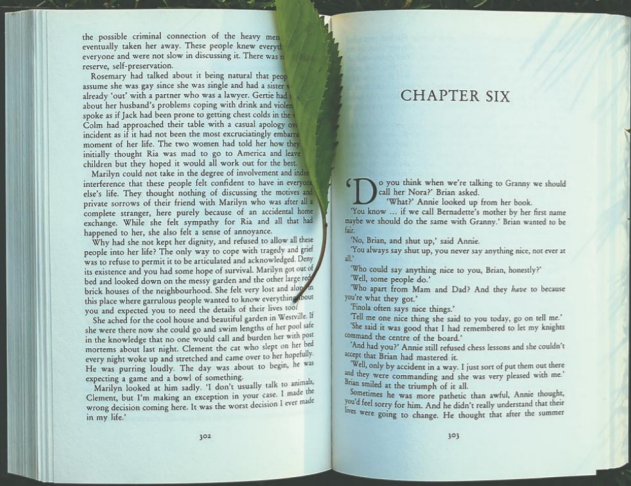 the possible criminal connection of the heavy men
eventually taken her away. These people knew
everyone and were not slow in discussing it. There was
reserve, self-preservation.
Rosemary had talked about it being natural that
assume she was gay since she was single and had a sister
already 'out' with a partner who was a lawyer. Gertie had
about her husband's problems coping with drink and
spoke as if Jack had been prone to getting chest colds in the
Colm had approached their table with a casual apology
incident as if it had not been the most excruciatingly
moment of her life. The two women had told her how they
initially thought Ria was mad to go to America and leave
children but they hoped it would all work out for the best.
Marilyn could not take in the degree of involvement and
interference that these people felt confident to have in
else's life. They thought nothing of discussing the motives and
private sorrows of their friend with Marilyn who was after all a
complete stranger, here purely because of an accidental home
exchange. While she felt sympathy for Ria and all that had
happened to her, she also felt a sense of annoyance.
Why had she not kept her dignity, and refused to allow all these
people into her life? The only way to cope with tragedy and grief
was to refuse to permit it to be articulated and acknowledged. Deny
its existence and you had some hope of survival. Marilyn got out of
bed and looked down on the messy garden and the other large red
brick houses of the neighbourhood. She felt very lost and alone in
this place where garrulous people wanted to know everything about
you and expected you to need the details of their lives too.
She ached for the cool house and beautiful garden in Westville. If
she were there now she could go and swim lengths of her pool safe
in the knowledge that no one would call and burden her with post
mortems about last night. Clement the cat who slept on her bed
every night woke up and stretched and came over to her hopefully.
He was purring loudly. The day was about to begin, he was
expecting a game and a bowl of something.
Marilyn looked at him sadly. 'I don't usually talk to animals,
Clement, but I'm making an exception in your case. I made the
wrong decision coming here. It was the worst decision I ever made
in my life.'
302
CHAPTER SIX
'Do you think when we're talking to Granny we should
call her Nora?' Brian asked.
'What?' Annie looked up from her book.
'You know ... if we call Bernadette's mother by her first name
maybe we should do the same with Granny.' Brian wanted to be
fair.
'No, Brian, and shut up,' said Annie.
'You always say shut up, you never say anything nice, not ever at
all.'
'Who could say anything nice to you, Brian, honestly?'
'Well, some people do.'
'Who apart from Mam and Dad? And they have to because
you're what they got.'
'Finola often says nice things.'
'Tell me one nice thing she said to you today, go on tell me.'
'She said it was good that I had remembered to let my knights
command the centre of the board.'
'And had you?' Annie still refused chess lessons and she couldn't
accept that Brian had mastered it.
'Well, only by accident in a way. I just sort of put them out there
and they were commanding and she was very pleased with me.'
Brian smiled at the triumph of it all.
Sometimes he was more pathetic than awful, Annie thought,
you'd feel sorry for him. And he didn't really understand that their
lives were going to change. He thought that after the summer
303